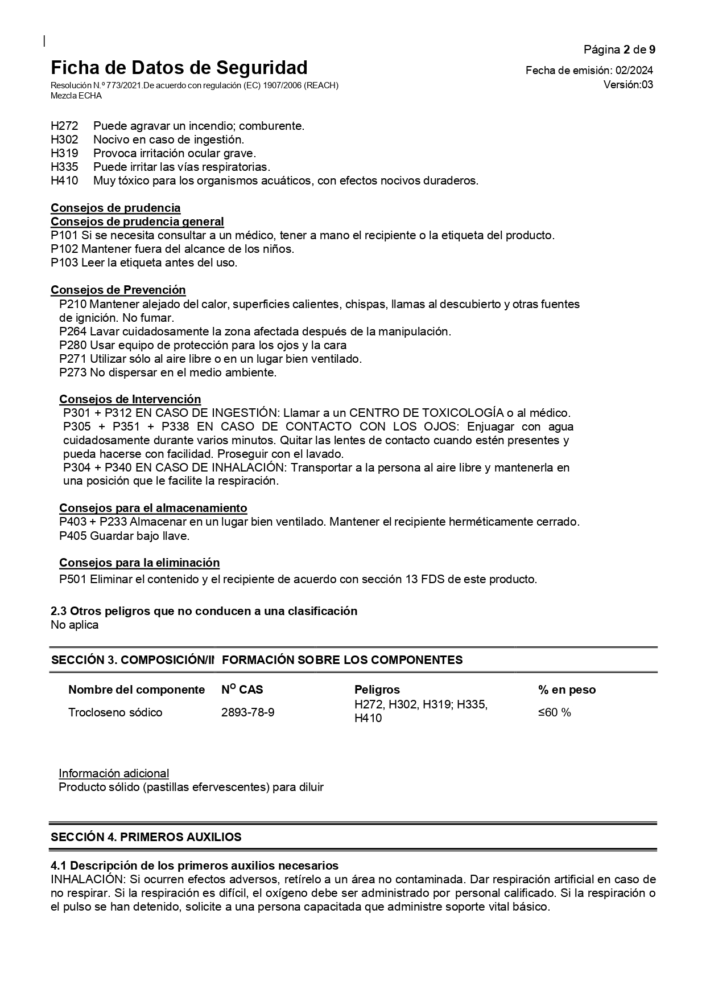 |
Página 2 de 9
Ficha de Datos de Seguridad
Fecha de emisión: 02/2024
Resolución N.º 773/2021.De acuerdo con regulación (EC) 1907/2006 (REACH)
Versión:03
Mezcla ECHA
H272 Puede agravar un incendio; comburente.
H302 Nocivo en caso de ingestión.
H319 Provoca irritación ocular grave.
H335 Puede irritar las vías respiratorias.
H410 Muy tóxico para los organismos acuáticos, con efectos nocivos duraderos.
Consejos de prudencia
Consejos de prudencia general
P101 Si se necesita consultar a un médico, tener a mano el recipiente o la etiqueta del producto.
P102 Mantener fuera del alcance de los niños.
P103 Leer la etiqueta antes del uso.
Consejos de Prevención
P210 Mantener alejado del calor, superficies calientes, chispas, llamas al descubierto y otras fuentes
de ignición. No fumar.
P264 Lavar cuidadosamente la zona afectada después de la manipulación.
P280 Usar equipo de protección para los ojos y la cara
P271 Utilizar sólo al aire libre o en un lugar bien ventilado.
P273 No dispersar en el medio ambiente.
Consejos de Intervención
P301 + P312 EN CASO DE INGESTIÓN: Llamar a un CENTRO DE TOXICOLOGÍA o al médico.
P305 + P351 + P338 EN CASO DE CONTACTO CON LOS OJOS: Enjuagar con agua
cuidadosamente durante varios minutos. Quitar las lentes de contacto cuando estén presentes y
pueda hacerse con facilidad. Proseguir con el lavado.
P304 + P340 EN CASO DE INHALACIÓN: Transportar a la persona al aire libre y mantenerla en
una posición que le facilite la respiración.
Consejos para el almacenamiento
P403 + P233 Almacenar en un lugar bien ventilado. Mantener el recipiente herméticamente cerrado.
P405 Guardar bajo llave.
Consejos para la eliminación
P501 Eliminar el contenido y el recipiente de acuerdo con sección 13 FDS de este producto.
2.3 Otros peligros que no conducen a una clasificación
No aplica
SECCIÓN 3. COMPOSICIÓN/II FORMACIÓN SOBRE LOS COMPONENTES
Nombre del componente Nº CAS Peligros % en peso
Trocloseno sódico 2893-78-9 H272, H302, H319; H335, ≤60 %
H410
Información adicional
Producto sólido (pastillas efervescentes) para diluir
SECCIÓN 4. PRIMEROS AUXILIOS
4.1 Descripción de los primeros auxilios necesarios
INHALACIÓN: Si ocurren efectos adversos, retírelo a un área no contaminada. Dar respiración artificial en caso de
no respirar. Si la respiración es difícil, el oxígeno debe ser administrado por personal calificado. Si la respiración o
el pulso se han detenido, solicite a una persona capacitada que administre soporte vital básico.